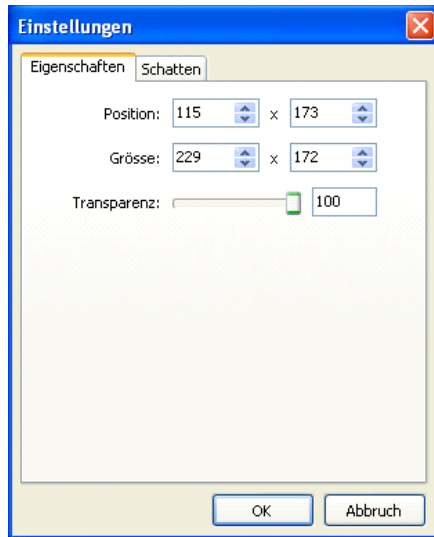 Einstellungen
Eigenschaften Schatten
Position: 115 x 173
Grösse: 229 x 172
Transparenz: 100
OK Abbruch